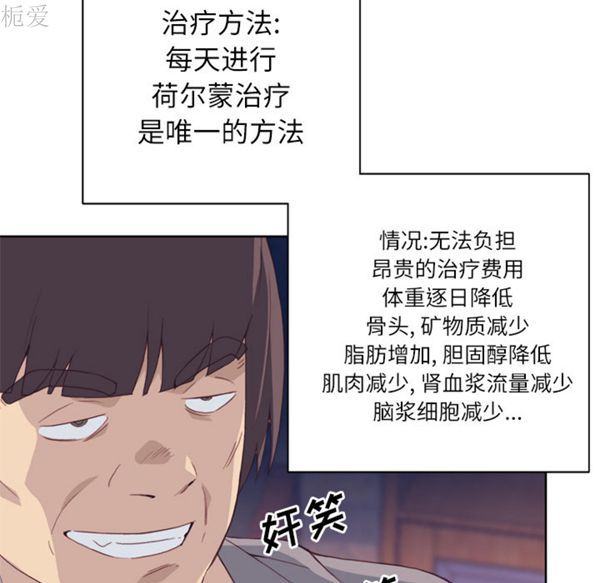 栀爱
治疗方法:
每天进行
荷尔蒙治疗
是唯一的方法
情况:无法负担
昂贵的治疗费用
体重逐日降低
骨头, 矿物质减少
脂肪增加, 胆固醇降低
肌肉减少, 肾血浆流量减少
脑浆细胞减少...
奸笑